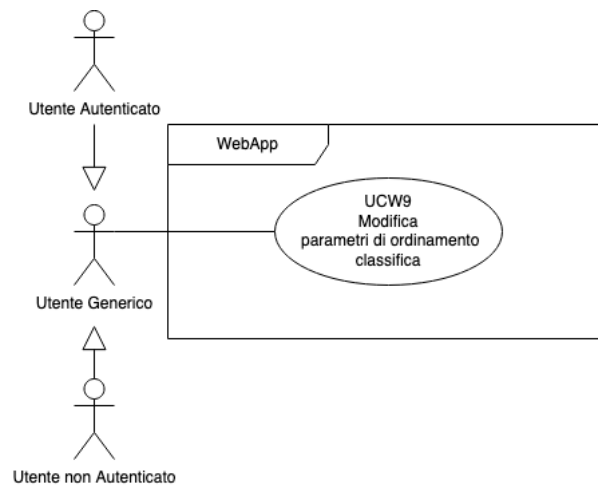 Utente Autenticato
WebApp
UCW9
Modifica
parametri di ordinamento
classifica
Utente Generico
Utente non Autenticato